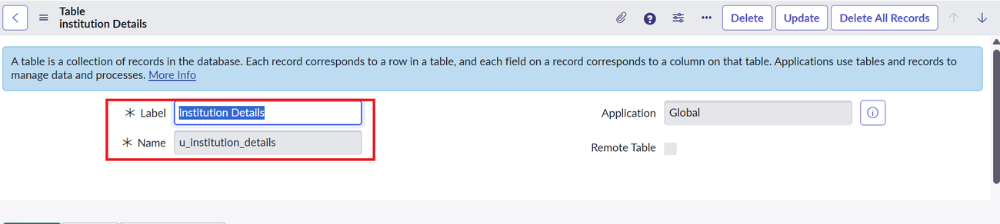 Table
institution Details
Delete
Update
Delete All Records
A table is a collection of records in the database. Each record corresponds to a row in a table, and each field on a record corresponds to a column on that table. Applications use tables and records to
manage data and processes. More Info
Label institution Details
Name u_institution_details
Application Global
Remote Table